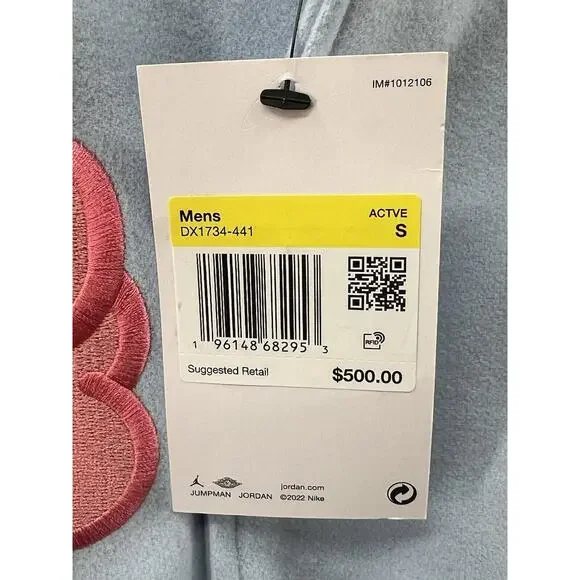 IM#1012106
Mens ACTVE
DX1734-441 S
1 96148 68295 3
RFID
Suggested Retail $500.00
jordan.com
JUMPMAN JORDAN ©2022 Nike